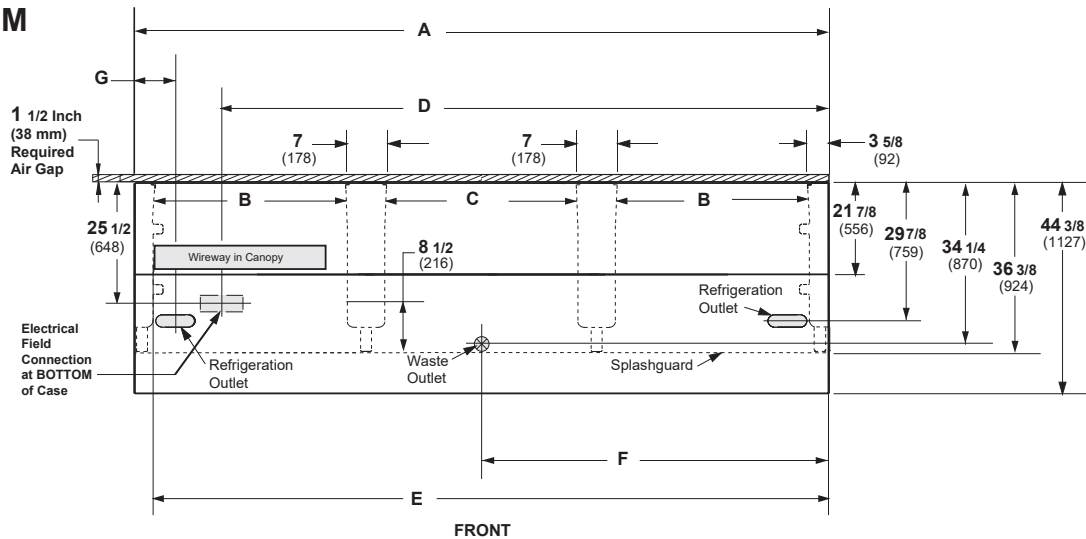 M
A
G
D
1 1/2 Inch
(38 mm)
Required
Air Gap
7
(178)
7
(178)
3 5/8
(92)
B
C
B
25 1/2
(648)
21 7/8
(556)
29 7/8
(759)
34 1/4
(870)
36 3/8
(924)
44 3/8
(1127)
8 1/2
(216)
Wireway in Canopy
Refrigeration
Outlet
Electrical
Field
Connection
at BOTTOM
of Case
Refrigeration
Outlet
Waste
Outlet
Splashguard
F
E
FRONT